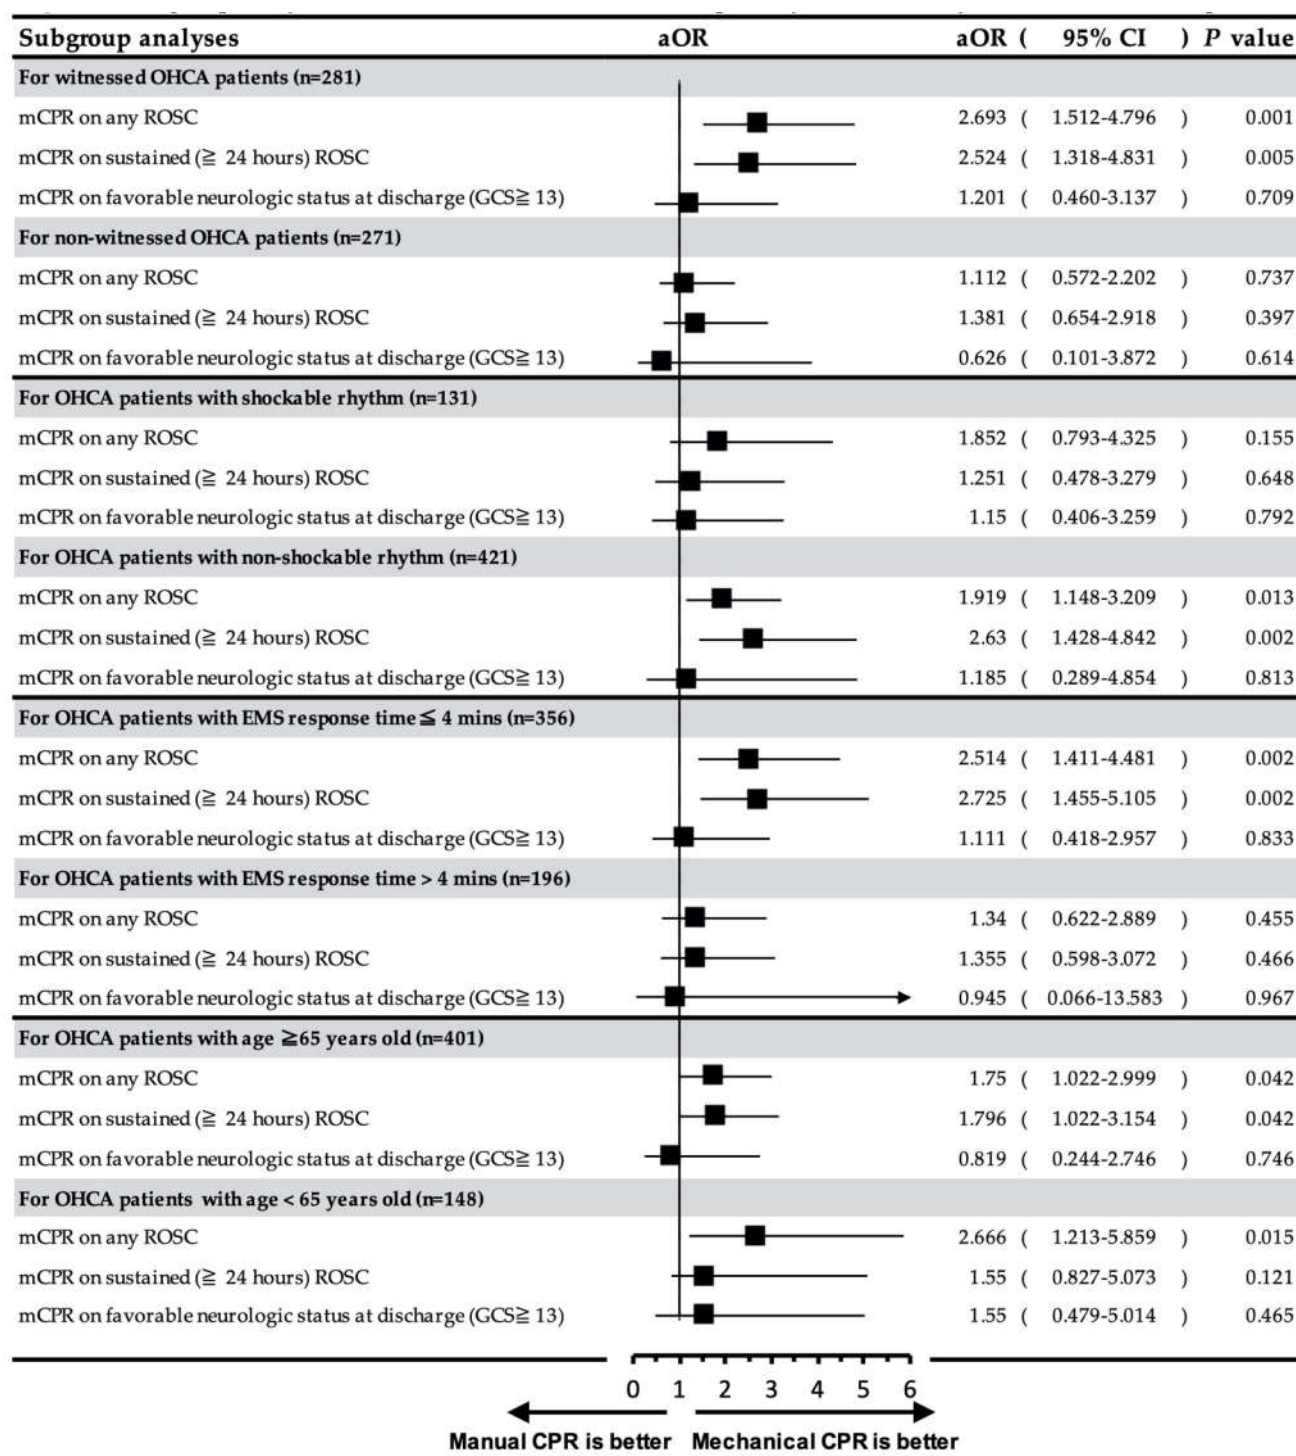 Subgroup analyses aOR aOR ( 95% CI ) P value
For witnessed OHCA patients (n=281)
mCPR on any ROSC 2.693 ( 1.512-4.796 ) 0.001
mCPR on sustained (≧ 24 hours) ROSC 2.524 ( 1.318-4.831 ) 0.005
mCPR on favorable neurologic status at discharge (GCS≧ 13) 1.201 ( 0.460-3.137 ) 0.709
For non-witnessed OHCA patients (n=271)
mCPR on any ROSC 1.112 ( 0.572-2.202 ) 0.737
mCPR on sustained (≧ 24 hours) ROSC 1.381 ( 0.654-2.918 ) 0.397
mCPR on favorable neurologic status at discharge (GCS≧ 13) 0.626 ( 0.101-3.872 ) 0.614
For OHCA patients with shockable rhythm (n=131)
mCPR on any ROSC 1.852 ( 0.793-4.325 ) 0.155
mCPR on sustained (≧ 24 hours) ROSC 1.251 ( 0.478-3.279 ) 0.648
mCPR on favorable neurologic status at discharge (GCS≧ 13) 1.15 ( 0.406-3.259 ) 0.792
For OHCA patients with non-shockable rhythm (n=421)
mCPR on any ROSC 1.919 ( 1.148-3.209 ) 0.013
mCPR on sustained (≧ 24 hours) ROSC 2.63 ( 1.428-4.842 ) 0.002
mCPR on favorable neurologic status at discharge (GCS≧ 13) 1.185 ( 0.289-4.854 ) 0.813
For OHCA patients with EMS response time ≦ 4 mins (n=356)
mCPR on any ROSC 2.514 ( 1.411-4.481 ) 0.002
mCPR on sustained (≧ 24 hours) ROSC 2.725 ( 1.455-5.105 ) 0.002
mCPR on favorable neurologic status at discharge (GCS≧ 13) 1.111 ( 0.418-2.957 ) 0.833
For OHCA patients with EMS response time > 4 mins (n=196)
mCPR on any ROSC 1.34 ( 0.622-2.889 ) 0.455
mCPR on sustained (≧ 24 hours) ROSC 1.355 ( 0.598-3.072 ) 0.466
mCPR on favorable neurologic status at discharge (GCS≧ 13) 0.945 ( 0.066-13.583 ) 0.967
For OHCA patients with age ≧65 years old (n=401)
mCPR on any ROSC 1.75 ( 1.022-2.999 ) 0.042
mCPR on sustained (≧ 24 hours) ROSC 1.796 ( 1.022-3.154 ) 0.042
mCPR on favorable neurologic status at discharge (GCS≧ 13) 0.819 ( 0.244-2.746 ) 0.746
For OHCA patients with age < 65 years old (n=148)
mCPR on any ROSC 2.666 ( 1.213-5.859 ) 0.015
mCPR on sustained (≧ 24 hours) ROSC 1.55 ( 0.827-5.073 ) 0.121
mCPR on favorable neurologic status at discharge (GCS≧ 13) 1.55 ( 0.479-5.014 ) 0.465
0 1 2 3 4 5 6
Manual CPR is better Mechanical CPR is better